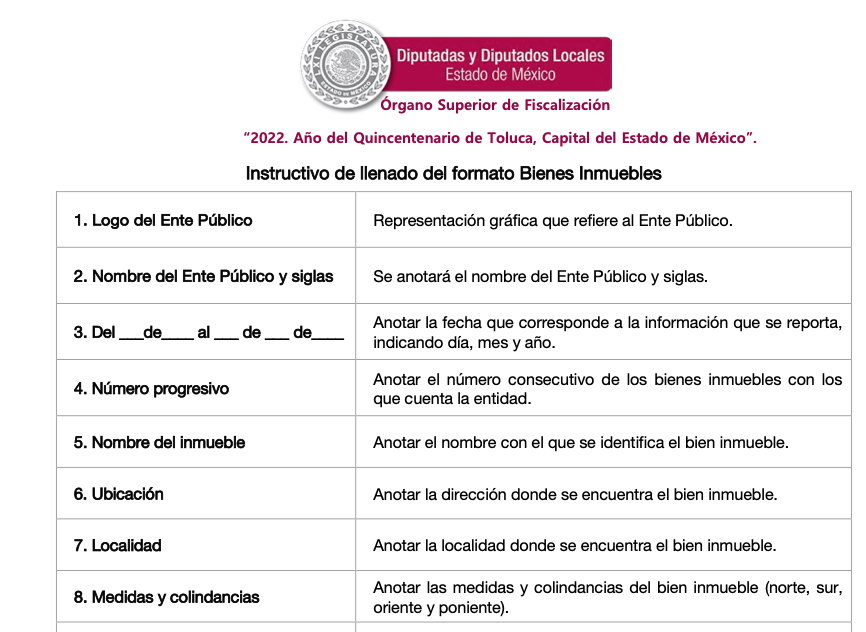 LXI LEGISLATURA
ESTADO DE MÉXICO
Diputadas y Diputados Locales
Estado de México
Órgano Superior de Fiscalización
“2022. Año del Quincentenario de Toluca, Capital del Estado de México”.
Instructivo de llenado del formato Bienes Inmuebles
1. Logo del Ente Público
Representación gráfica que refiere al Ente Público.
2. Nombre del Ente Público y siglas
Se anotará el nombre del Ente Público y siglas.
3. Del ___de____ al ___ de ___ de____
Anotar la fecha que corresponde a la información que se reporta,
indicando día, mes y año.
4. Número progresivo
Anotar el número consecutivo de los bienes inmuebles con los
que cuenta la entidad.
5. Nombre del inmueble
Anotar el nombre con el que se identifica el bien inmueble.
6. Ubicación
Anotar la dirección donde se encuentra el bien inmueble.
7. Localidad
Anotar la localidad donde se encuentra el bien inmueble.
8. Medidas y colindancias
Anotar las medidas y colindancias del bien inmueble (norte, sur,
oriente y poniente).